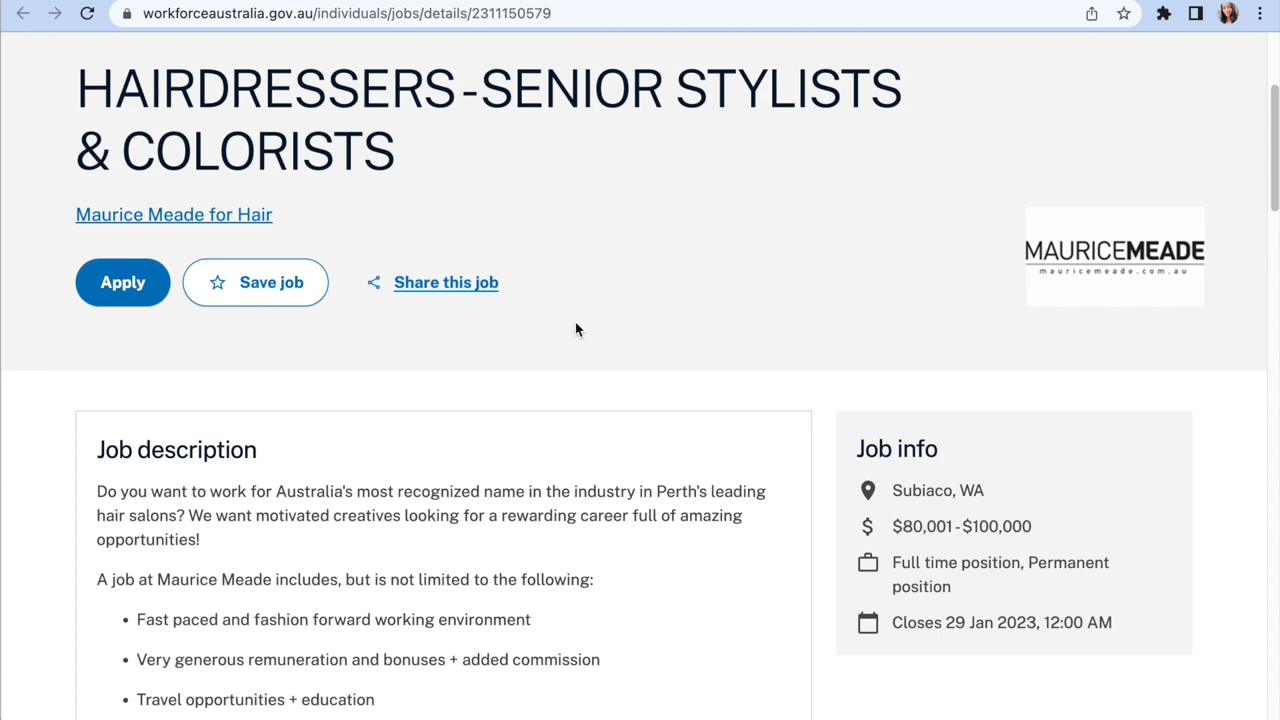 workforceaustralia.gov.au/individuals/jobs/details/2311150579
HAIRDRESSERS - SENIOR STYLISTS
& COLORISTS
Maurice Meade for Hair
Apply
Save job
Share this job
MAURICEMEADE
mauricemeade.com.au
Job description
Do you want to work for Australia's most recognized name in the industry in Perth's leading
hair salons? We want motivated creatives looking for a rewarding career full of amazing
opportunities!
A job at Maurice Meade includes, but is not limited to the following:
• Fast paced and fashion forward working environment
• Very generous remuneration and bonuses + added commission
• Travel opportunities + education
Job info
Subiaco, WA
$80,001 - $100,000
Full time position, Permanent
position
Closes 29 Jan 2023, 12:00 AM